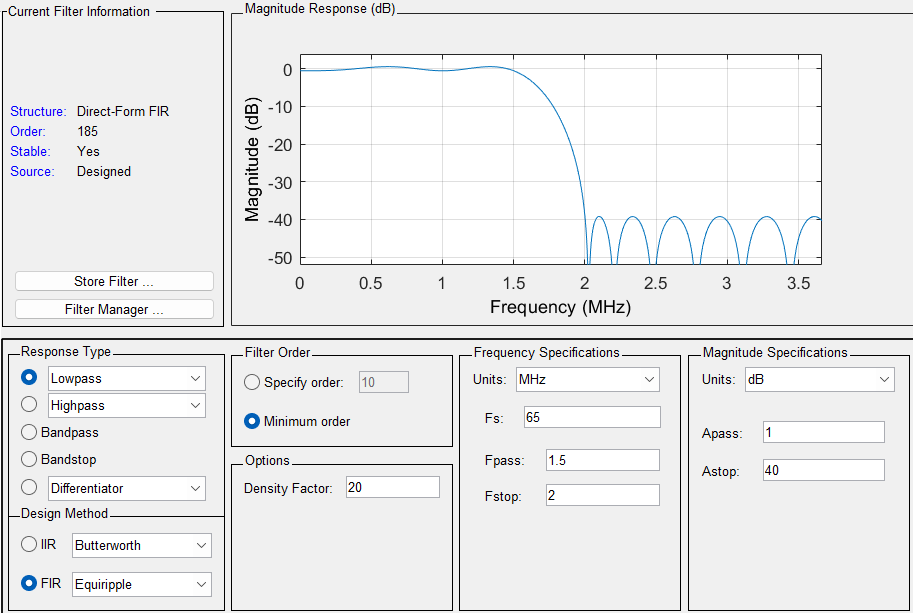 Current Filter Information
Structure: Direct-Form FIR
Order: 185
Stable: Yes
Source: Designed
Store Filter ...
Filter Manager ...
Magnitude Response (dB)
0
-10
-20
-30
-40
-50
Magnitude (dB)
0 0.5 1 1.5 2 2.5 3 3.5
Frequency (MHz)
Response Type
Lowpass
Highpass
Bandpass
Bandstop
Differentiator
Design Method
IIR Butterworth
FIR Equiripple
Filter Order
Specify order: 10
Minimum order
Options
Density Factor: 20
Frequency Specifications
Units: MHz
Fs: 65
Fpass: 1.5
Fstop: 2
Magnitude Specifications
Units: dB
Apass: 1
Astop: 40